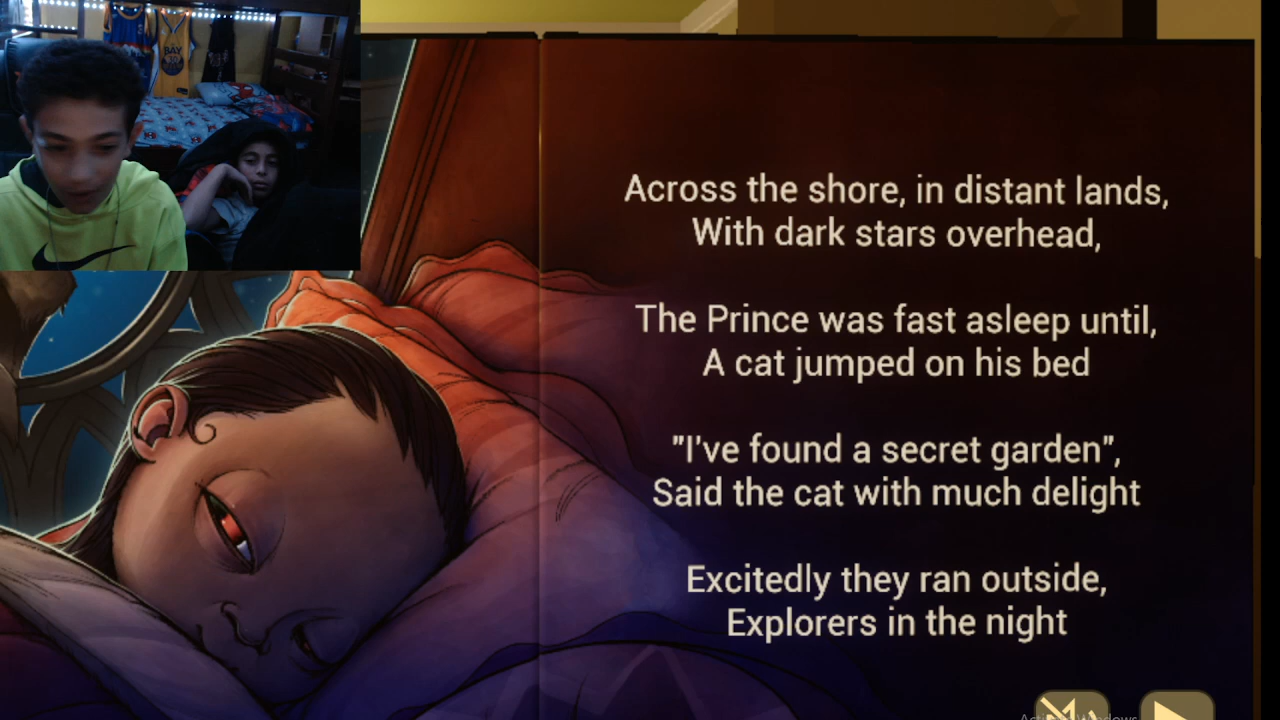 BAY
Across the shore, in distant lands,
With dark stars overhead,
The Prince was fast asleep until,
A cat jumped on his bed
"I've found a secret garden",
Said the cat with much delight
Excitedly they ran outside,
Explorers in the night